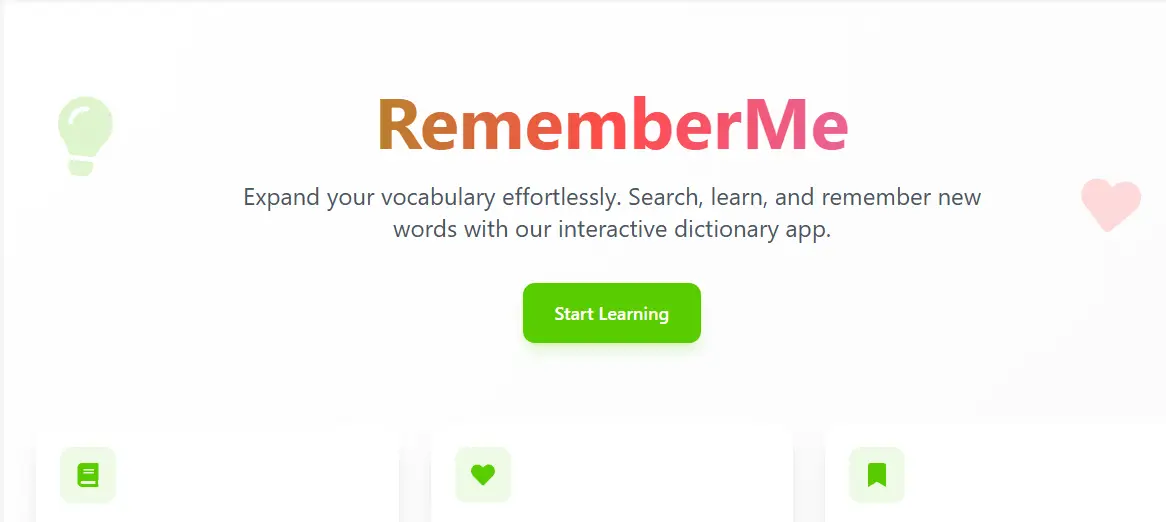 RememberMe
Expand your vocabulary effortlessly. Search, learn, and remember new
words with our interactive dictionary app.
Start Learning